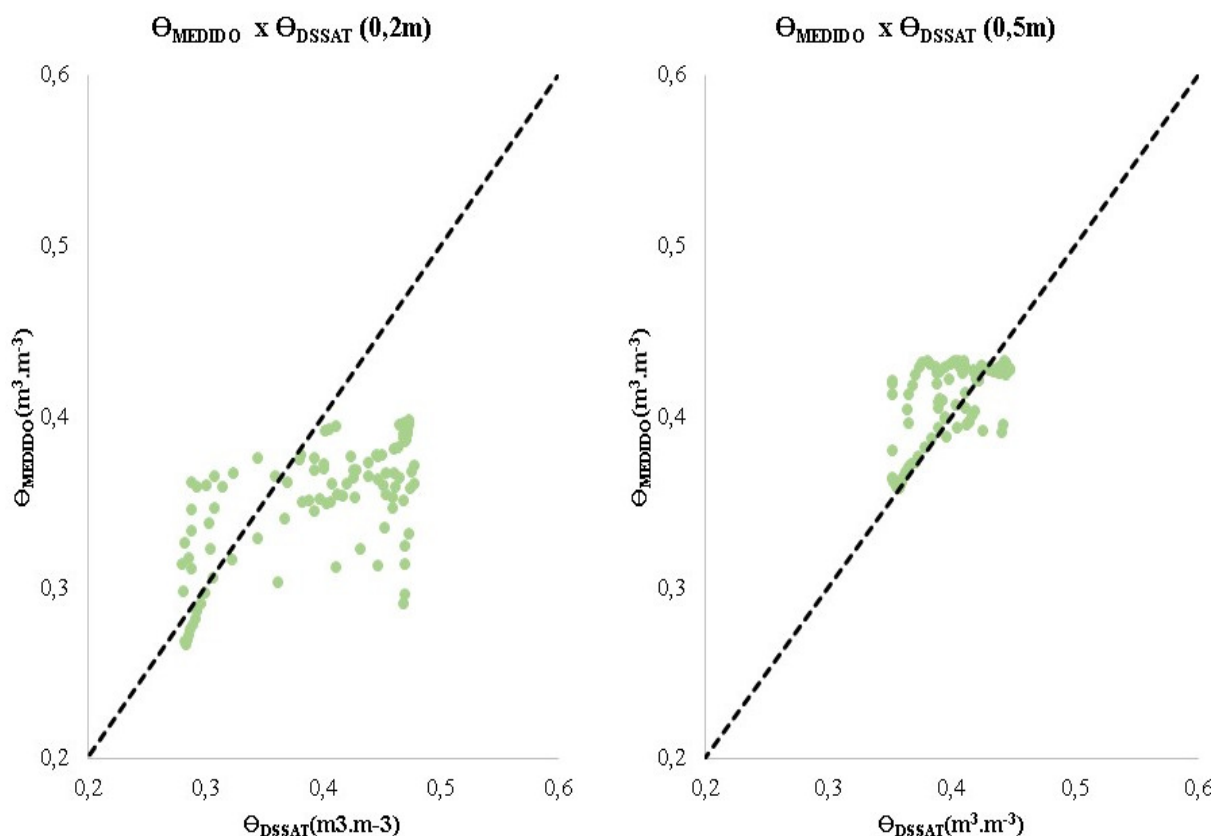 ϴMEDIDO x ϴDSSAT (0,2m)
0,6
0,5
0,4
0,3
0,2
ϴMEDIDO(m³.m⁻³)
0,2 0,3 0,4 0,5 0,6
ϴDSSAT(m3.m-3)
ϴMEDIDO x ϴDSSAT (0,5m)
0,6
0,5
0,4
0,3
0,2
ϴMEDIDO(m³.m⁻³)
0,2 0,3 0,4 0,5 0,6
ϴDSSAT(m³.m⁻³)